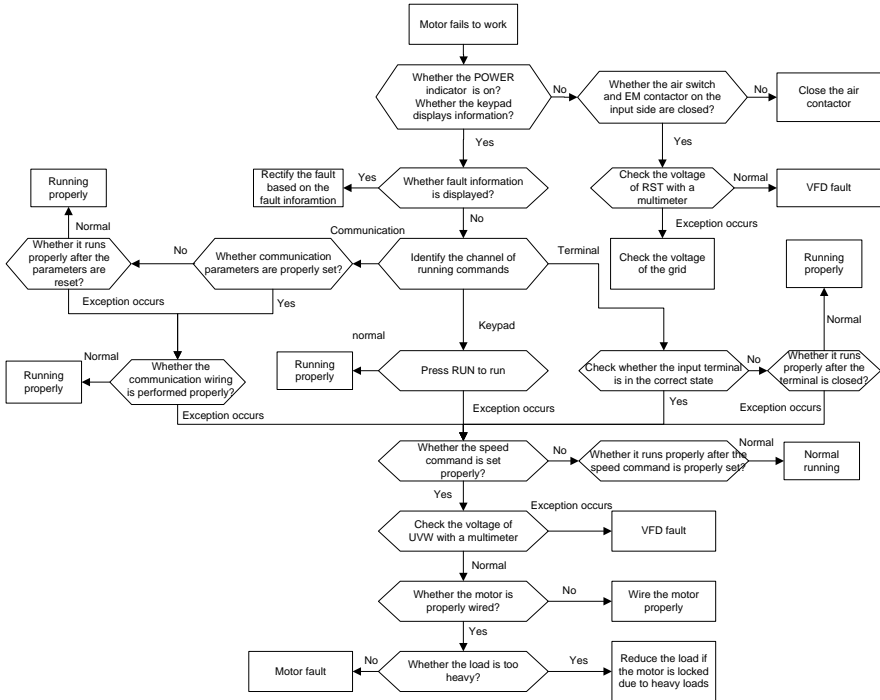 Motor fails to work
Whether the POWER
indicator is on?
Whether the keypad
displays information?
No
Whether the air switch
and EM contactor on the
input side are closed?
No
Close the air
contactor
Yes
Yes
Rectify the fault
based on the
fault inforamtion
Yes
Whether fault information
is displayed?
Check the voltage
of RST with a
multimeter
Normal
VFD fault
Running
properly
Normal
No
Exception occurs
Communication
Whether it runs
properly after the
parameters are
reset?
No
Whether communication
parameters are properly set?
Identify the channel of
running commands
Terminal
Check the voltage
of the grid
Running
properly
Exception occurs
Yes
Keypad
Normal
Normal
normal
Running
properly
Whether the
communication wiring
is performed properly?
Running
properly
Press RUN to run
Check whether the input terminal
is in the correct state
No
Whether it runs
properly after the
terminal is closed?
Yes
Exception occurs
Exception occurs
Exception occurs
Whether the speed
command is set
properly?
No
Whether it runs properly after the
speed command is properly set?
Normal
Normal
running
Yes
Exception occurs
Check the voltage of
UVW with a multimeter
VFD fault
Normal
Whether the motor is
properly wired?
No
Wire the motor
properly
Yes
Motor fault
No
Whether the load is too
heavy?
Yes
Reduce the load if
the motor is locked
due to heavy loads